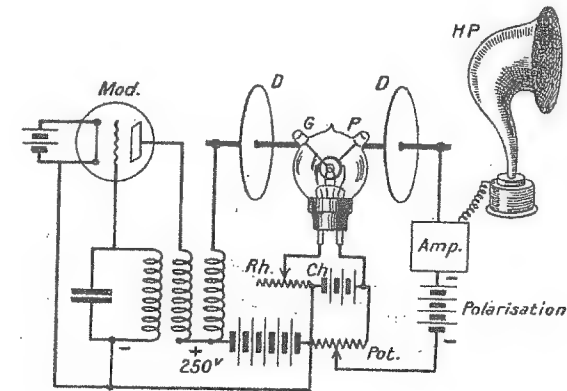 HP
Mod.
D
D
G
P
Rh.
Ch
Amp.
Polarisation
-
-
+
250v
Pot.